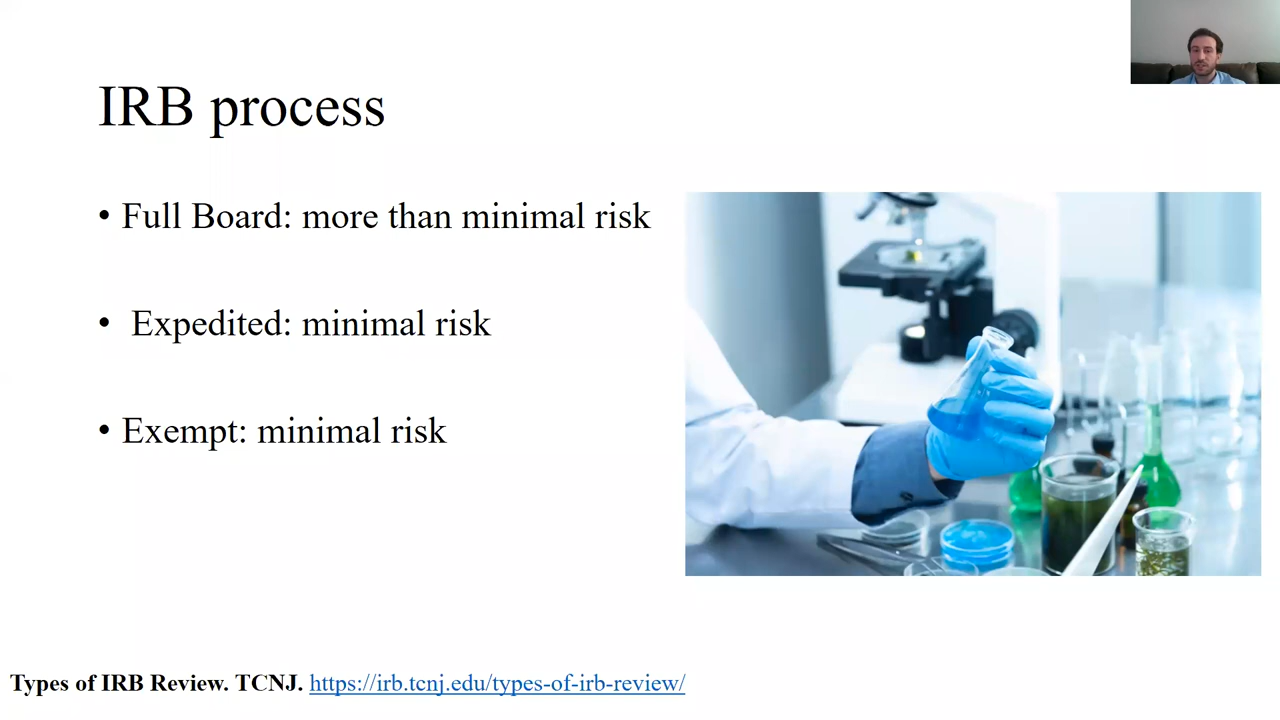 IRB process
• Full Board: more than minimal risk
• Expedited: minimal risk
• Exempt: minimal risk
Types of IRB Review. TCNJ. https://irb.tcnj.edu/types-of-irb-review/